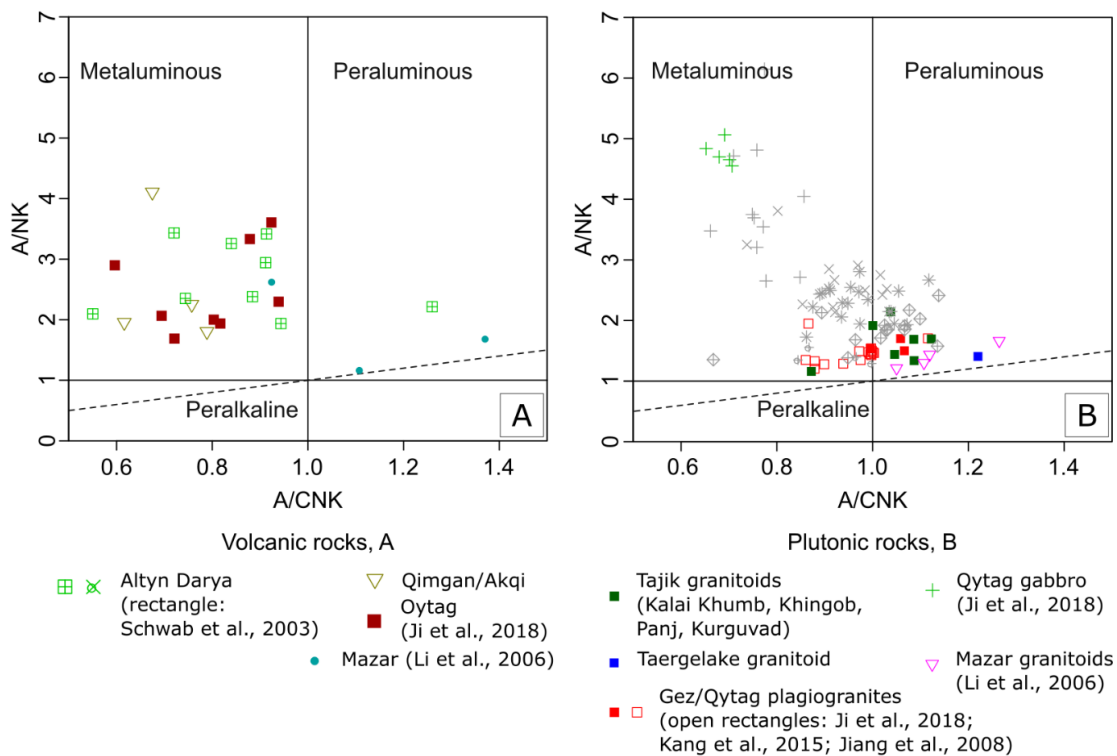 Metaluminous
Peraluminous
Peralkaline
A
A/NK
0
1
2
3
4
5
6
7
0.6
0.8
1.0
1.2
1.4
A/CNK
Metaluminous
Peraluminous
Peralkaline
B
A/NK
0
1
2
3
4
5
6
7
0.6
0.8
1.0
1.2
1.4
A/CNK
Volcanic rocks, A
Altyn Darya
(rectangle:
Schwab et al., 2003)
Qimgan/Akqi
Oytag
(Ji et al., 2018)
Mazar (Li et al., 2006)
Plutonic rocks, B
Tajik granitoids
(Kalai Khumb, Khingob,
Panj, Kurguvad)
Taergelake granitoid
Gez/Qytag plagiogranites
(open rectangles: Ji et al., 2018;
Kang et al., 2015; Jiang et al., 2008)
Qytag gabbro
(Ji et al., 2018)
Mazar granitoids
(Li et al., 2006)